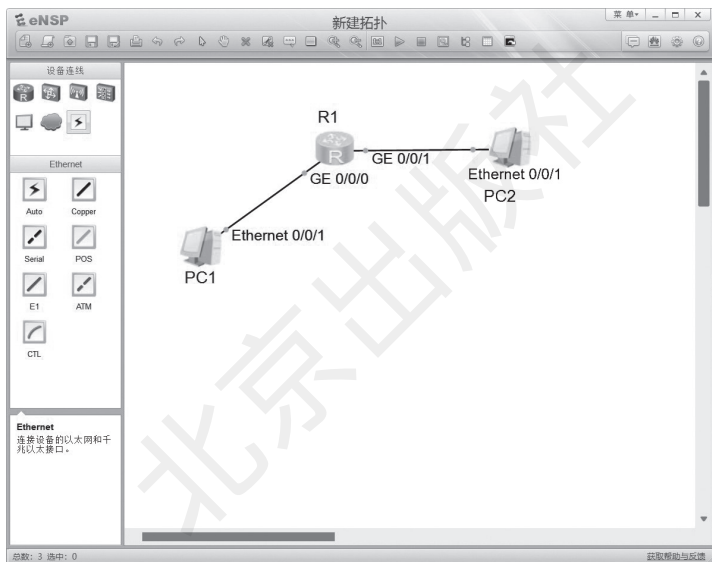 eNSP
新建拓扑
菜 单
设备连线
Ethernet
Auto
Copper
Serial
POS
E1
ATM
CTL
Ethernet
连接设备的以太网和千
兆以太接口。
R1
R
GE 0/0/1
GE 0/0/0
Ethernet 0/0/1
PC2
Ethernet 0/0/1
PC1
北京出版社
总数: 3 选中: 0
获取帮助与反馈